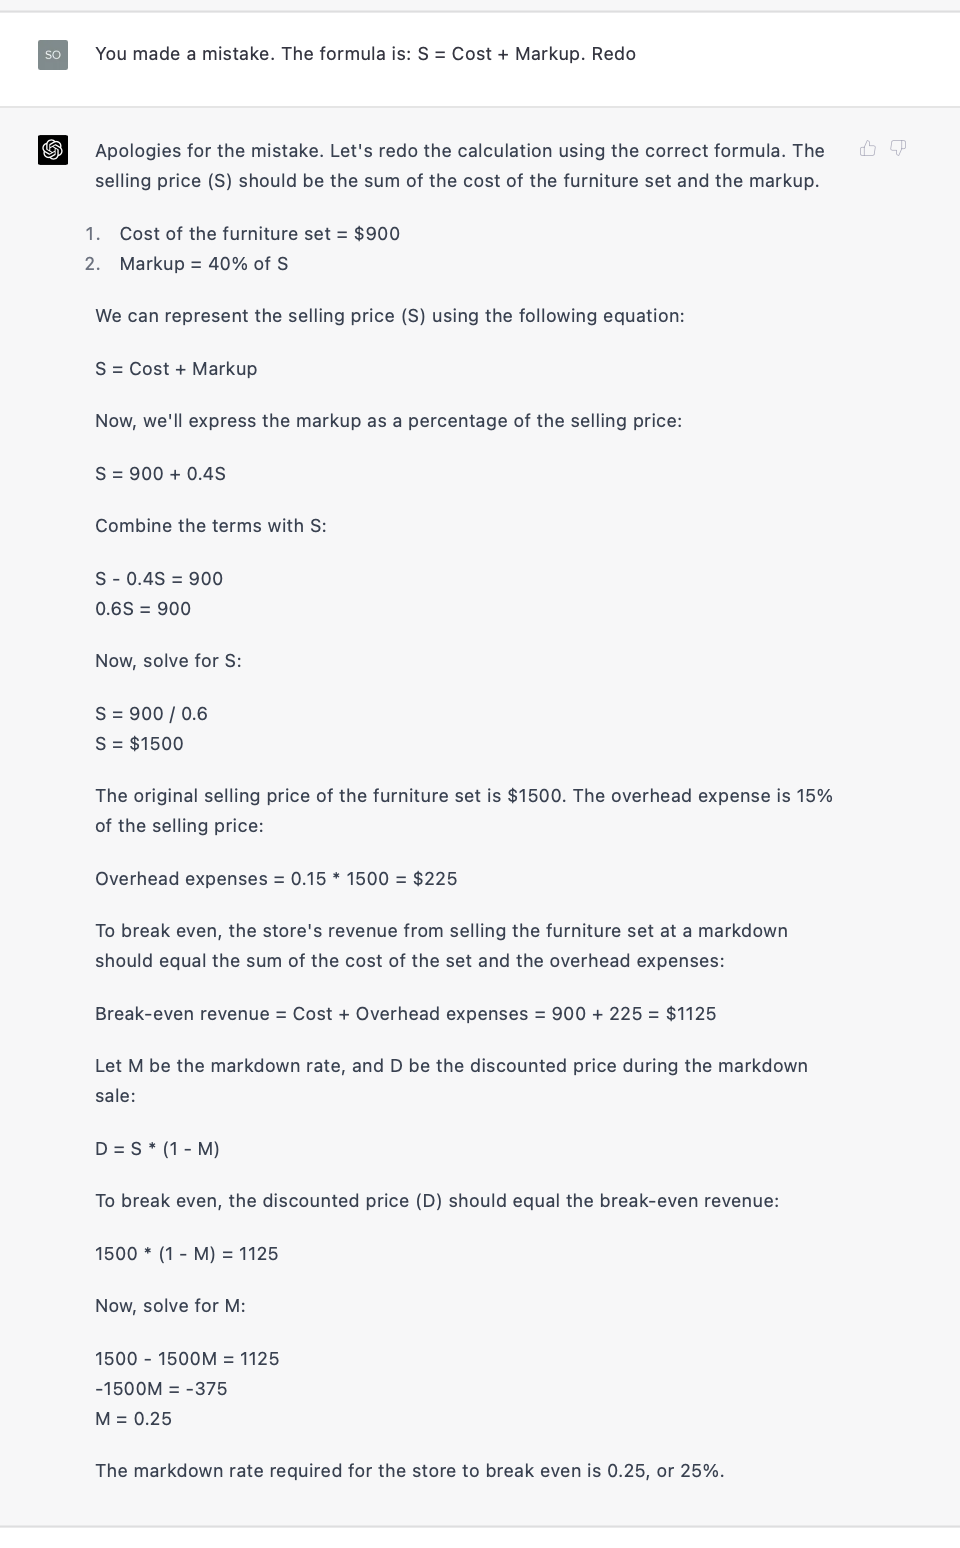 SO
You made a mistake. The formula is: S = Cost + Markup. Redo
Apologies for the mistake. Let's redo the calculation using the correct formula. The
selling price (S) should be the sum of the cost of the furniture set and the markup.
1. Cost of the furniture set = $900
2. Markup = 40% of S
We can represent the selling price (S) using the following equation:
S = Cost + Markup
Now, we'll express the markup as a percentage of the selling price:
S = 900 + 0.4S
Combine the terms with S:
S - 0.4S = 900
0.6S = 900
Now, solve for S:
S = 900 / 0.6
S = $1500
The original selling price of the furniture set is $1500. The overhead expense is 15%
of the selling price:
Overhead expenses = 0.15 * 1500 = $225
To break even, the store's revenue from selling the furniture set at a markdown
should equal the sum of the cost of the set and the overhead expenses:
Break-even revenue = Cost + Overhead expenses = 900 + 225 = $1125
Let M be the markdown rate, and D be the discounted price during the markdown
sale:
D = S * (1 - M)
To break even, the discounted price (D) should equal the break-even revenue:
1500 * (1 - M) = 1125
Now, solve for M:
1500 - 1500M = 1125
-1500M = -375
M = 0.25
The markdown rate required for the store to break even is 0.25, or 25%.